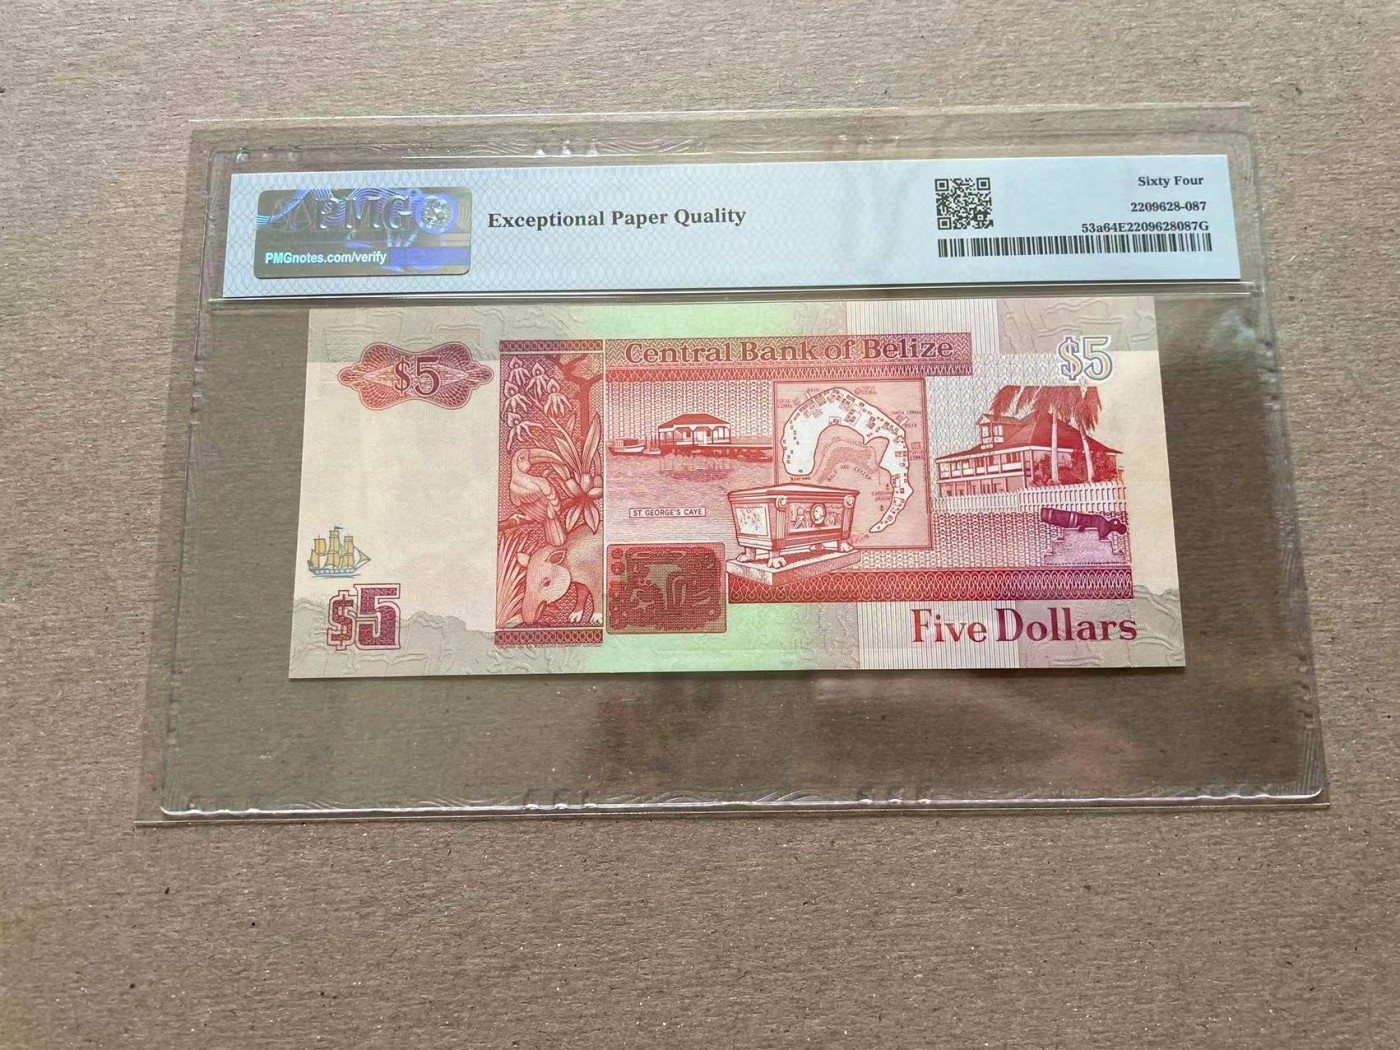 PMG
PMGnotes.com/verify
Exceptional Paper Quality
Sixty Four
2209628-087
53a64E2209628087G
$5
Central Bank of Belize
$5
ST. GEORGE'S CAYE
$5
Five Dollars